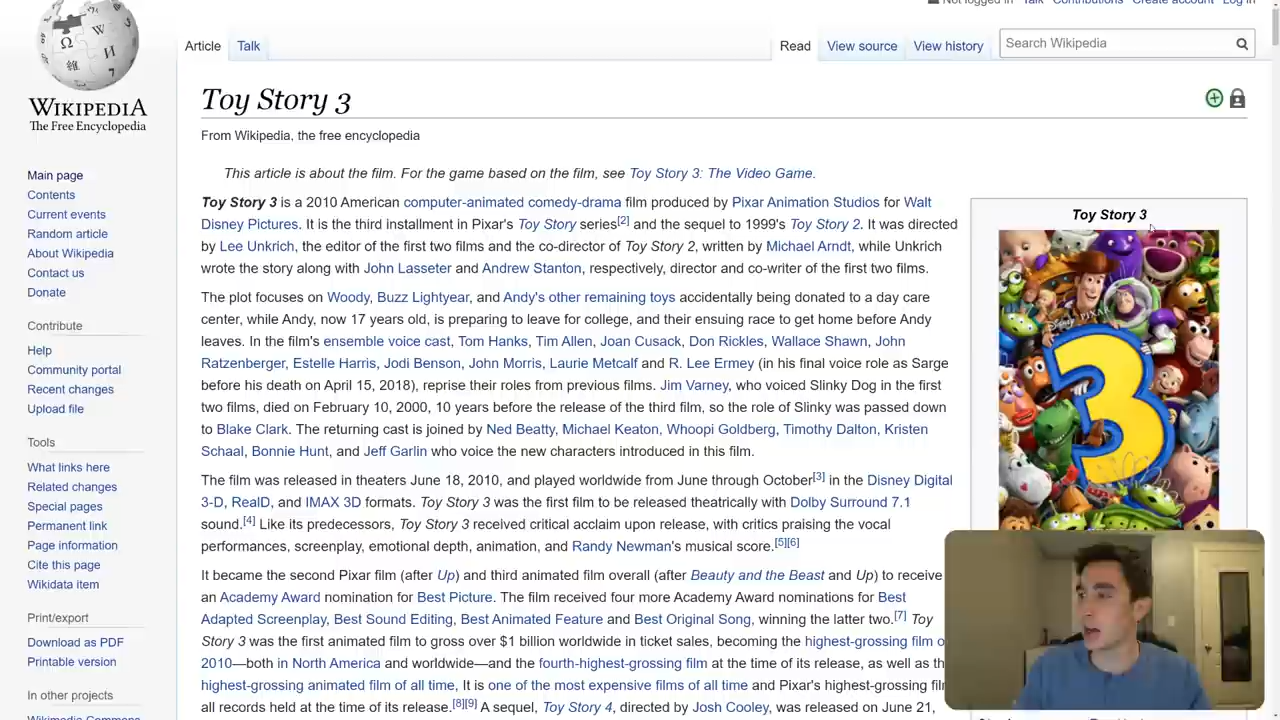 Not logged in Talk Contributions Create account Log in
Article Talk Read View source View history Search Wikipedia
WIKIPEDIA
The Free Encyclopedia
Main page
Contents
Current events
Random article
About Wikipedia
Contact us
Donate
Contribute
Help
Community portal
Recent changes
Upload file
Tools
What links here
Related changes
Special pages
Permanent link
Page information
Cite this page
Wikidata item
Print/export
Download as PDF
Printable version
In other projects
Wikimedia Commons
Toy Story 3
From Wikipedia, the free encyclopedia
This article is about the film. For the game based on the film, see Toy Story 3: The Video Game.
Toy Story 3 is a 2010 American computer-animated comedy-drama film produced by Pixar Animation Studios for Walt
Disney Pictures. It is the third installment in Pixar's Toy Story series[2] and the sequel to 1999's Toy Story 2. It was directed
by Lee Unkrich, the editor of the first two films and the co-director of Toy Story 2, written by Michael Arndt, while Unkrich
wrote the story along with John Lasseter and Andrew Stanton, respectively, director and co-writer of the first two films.
The plot focuses on Woody, Buzz Lightyear, and Andy's other remaining toys accidentally being donated to a day care
center, while Andy, now 17 years old, is preparing to leave for college, and their ensuing race to get home before Andy
leaves. In the film's ensemble voice cast, Tom Hanks, Tim Allen, Joan Cusack, Don Rickles, Wallace Shawn, John
Ratzenberger, Estelle Harris, Jodi Benson, John Morris, Laurie Metcalf and R. Lee Ermey (in his final voice role as Sarge
before his death on April 15, 2018), reprise their roles from previous films. Jim Varney, who voiced Slinky Dog in the first
two films, died on February 10, 2000, 10 years before the release of the third film, so the role of Slinky was passed down
to Blake Clark. The returning cast is joined by Ned Beatty, Michael Keaton, Whoopi Goldberg, Timothy Dalton, Kristen
Schaal, Bonnie Hunt, and Jeff Garlin who voice the new characters introduced in this film.
The film was released in theaters June 18, 2010, and played worldwide from June through October[3] in the Disney Digital
3-D, RealD, and IMAX 3D formats. Toy Story 3 was the first film to be released theatrically with Dolby Surround 7.1
sound.[4] Like its predecessors, Toy Story 3 received critical acclaim upon release, with critics praising the vocal
performances, screenplay, emotional depth, animation, and Randy Newman's musical score.[5][6]
It became the second Pixar film (after Up) and third animated film overall (after Beauty and the Beast and Up) to receive
an Academy Award nomination for Best Picture. The film received four more Academy Award nominations for Best
Adapted Screenplay, Best Sound Editing, Best Animated Feature and Best Original Song, winning the latter two.[7] Toy
Story 3 was the first animated film to gross over $1 billion worldwide in ticket sales, becoming the highest-grossing film o
2010—both in North America and worldwide—and the fourth-highest-grossing film at the time of its release, as well as th
highest-grossing animated film of all time, It is one of the most expensive films of all time and Pixar's highest-grossing fil
all records held at the time of its release.[8][9] A sequel, Toy Story 4, directed by Josh Cooley, was released on June 21,
Toy Story 3
Disney PIXAR
3